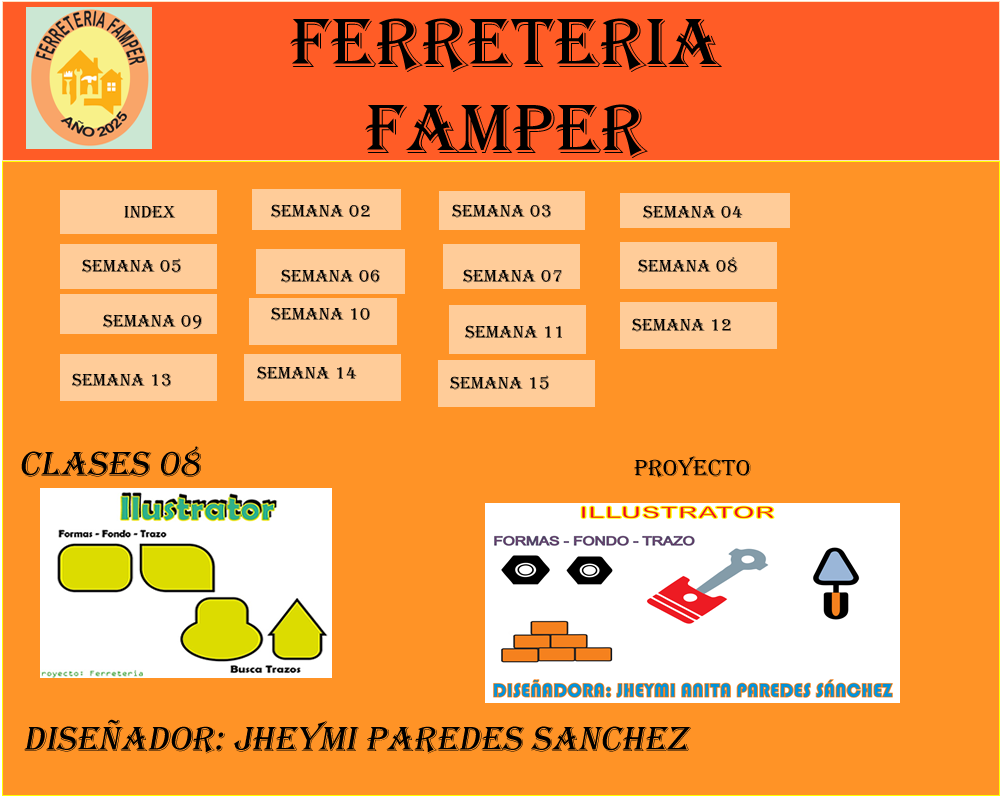 FERRETERIA FAMPER
AÑO 2025
FERRETERIA
FAMPER
INDEX
SEMANA 02
SEMANA 03
SEMANA 04
SEMANA 05
SEMANA 06
SEMANA 07
SEMANA 08
SEMANA 09
SEMANA 10
SEMANA 11
SEMANA 12
SEMANA 13
SEMANA 14
SEMANA 15
CLASES 08
PROYECTO
Ilustrator
Formas - Fondo - Trazo
Busca Trazos
royecto: Ferreteria
ILLUSTRATOR
FORMAS - FONDO - TRAZO
DISEÑADORA: JHEYMI ANITA PAREDES SÁNCHEZ
DISEÑADOR: JHEYMI PAREDES SANCHEZ